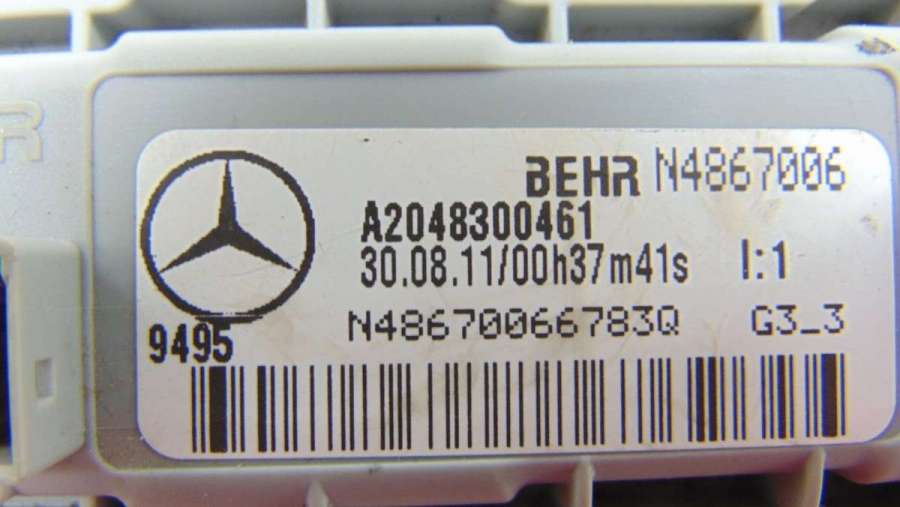 BEHR N4867006
A2048300461
30.08.11/00h37m41s I:1
N48670066783Q G3_3
9495
R